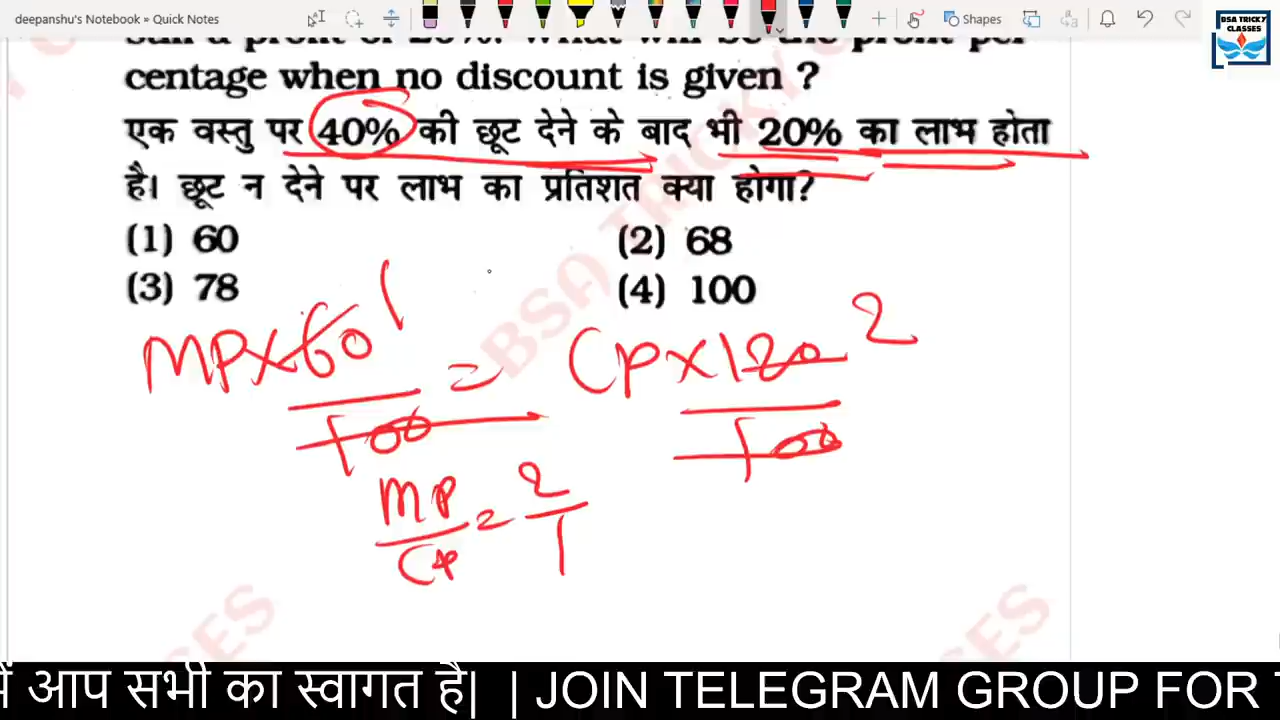 deepanshu's Notebook » Quick Notes
Shapes
BSA TRICKY
CLASSES
centage when no discount is given ?
एक वस्तु पर 40% की छूट देने के बाद भी 20% का लाभ होता
है। छूट न देने पर लाभ का प्रतिशत क्या होगा?
(1) 60 (2) 68
(3) 78 (4) 100
MP×60 1 = CP×120 2
100 100
MP = 2
CP 1
आप सभी का स्वागत है| | JOIN TELEGRAM GROUP FOR